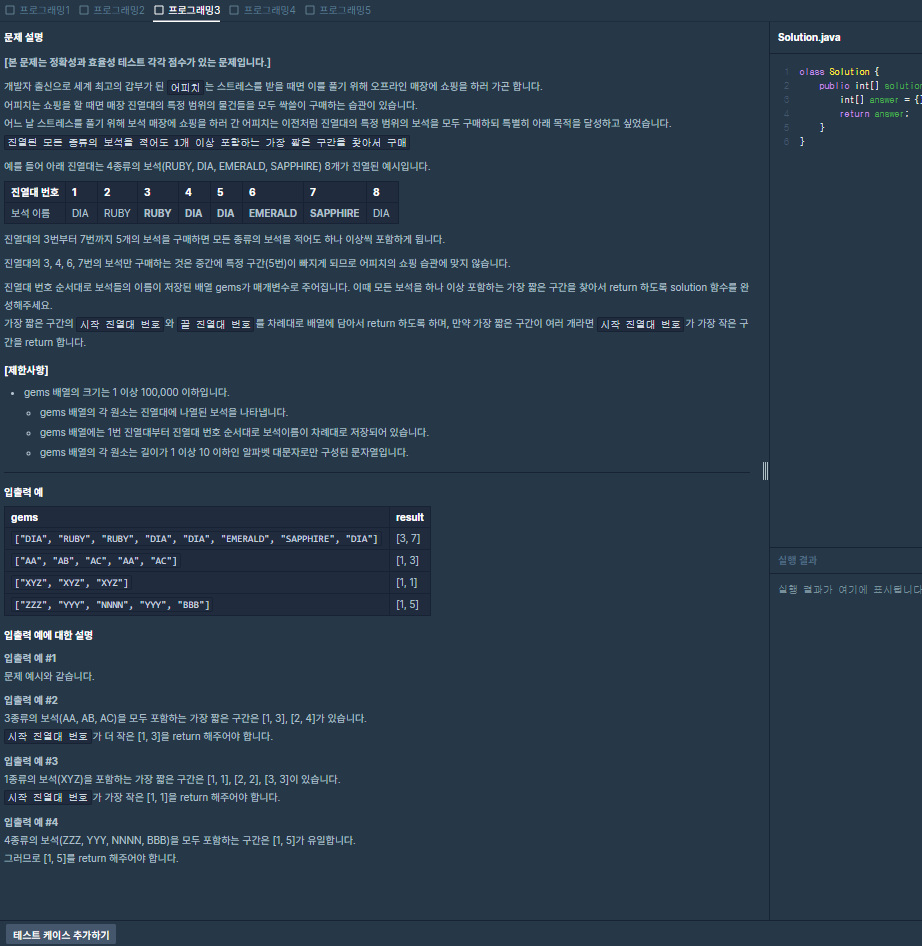 프로그래밍1 프로그래밍2 프로그래밍3 프로그래밍4 프로그래밍5
문제 설명
[본 문제는 정확성과 효율성 테스트 각각 점수가 있는 문제입니다.]
개발자 출신으로 세계 최고의 갑부가 된 어피치는 스트레스를 받을 때면 이를 풀기 위해 오프라인 매장에 쇼핑을 하러 가곤 합니다.
어피치는 쇼핑을 할 때면 매장 진열대의 특정 범위의 물건들을 모두 싹쓸이 구매하는 습관이 있습니다.
어느 날 스트레스를 풀기 위해 보석 매장에 쇼핑을 하러 간 어피치는 이전처럼 진열대의 특정 범위의 보석을 모두 구매하되 특별히 아래 목적을 달성하고 싶었습니다.
진열된 모든 종류의 보석을 적어도 1개 이상 포함하는 가장 짧은 구간을 찾아서 구매
예를 들어 아래 진열대는 4종류의 보석(RUBY, DIA, EMERALD, SAPPHIRE) 8개가 진열된 예시입니다.
진열대 번호 1 2 3 4 5 6 7 8
보석 이름 DIA RUBY RUBY DIA DIA EMERALD SAPPHIRE DIA
진열대의 3번부터 7번까지 5개의 보석을 구매하면 모든 종류의 보석을 적어도 하나 이상씩 포함하게 됩니다.
진열대의 3, 4, 6, 7번의 보석만 구매하는 것은 중간에 특정 구간(5번)이 빠지게 되므로 어피치의 쇼핑 습관에 맞지 않습니다.
진열대 번호 순서대로 보석들의 이름이 저장된 배열 gems가 매개변수로 주어집니다. 이때 모든 보석을 하나 이상 포함하는 가장 짧은 구간을 찾아서 return 하도록 solution 함수를 완
성해주세요.
가장 짧은 구간의 시작 진열대 번호와 끝 진열대 번호를 차례대로 배열에 담아서 return 하도록 하며, 만약 가장 짧은 구간이 여러 개라면 시작 진열대 번호가 가장 작은 구
간을 return 합니다.
[제한사항]
gems 배열의 크기는 1 이상 100,000 이하입니다.
gems 배열의 각 원소는 진열대에 나열된 보석을 나타냅니다.
gems 배열에는 1번 진열대부터 진열대 번호 순서대로 보석이름이 차례대로 저장되어 있습니다.
gems 배열의 각 원소는 길이가 1 이상 10 이하인 알파벳 대문자로만 구성된 문자열입니다.
입출력 예
gems result
["DIA", "RUBY", "RUBY", "DIA", "DIA", "EMERALD", "SAPPHIRE", "DIA"] [3, 7]
["AA", "AB", "AC", "AA", "AC"] [1, 3]
["XYZ", "XYZ", "XYZ"] [1, 1]
["ZZZ", "YYY", "NNNN", "YYY", "BBB"] [1, 5]
입출력 예에 대한 설명
입출력 예 #1
문제 예시와 같습니다.
입출력 예 #2
3종류의 보석(AA, AB, AC)을 모두 포함하는 가장 짧은 구간은 [1, 3], [2, 4]가 있습니다.
시작 진열대 번호가 더 작은 [1, 3]을 return 해주어야 합니다.
입출력 예 #3
1종류의 보석(XYZ)을 포함하는 가장 짧은 구간은 [1, 1], [2, 2], [3, 3]이 있습니다.
시작 진열대 번호가 가장 작은 [1, 1]을 return 해주어야 합니다.
입출력 예 #4
4종류의 보석(ZZZ, YYY, NNNN, BBB)을 모두 포함하는 구간은 [1, 5]가 유일합니다.
그러므로 [1, 5]를 return 해주어야 합니다.
테스트 케이스 추가하기
Solution.java
1 class Solution {
2 public int[] solution
3 int[] answer = {}
4 return answer;
5 }
6 }
실행 결과
실행 결과가 여기에 표시됩니다